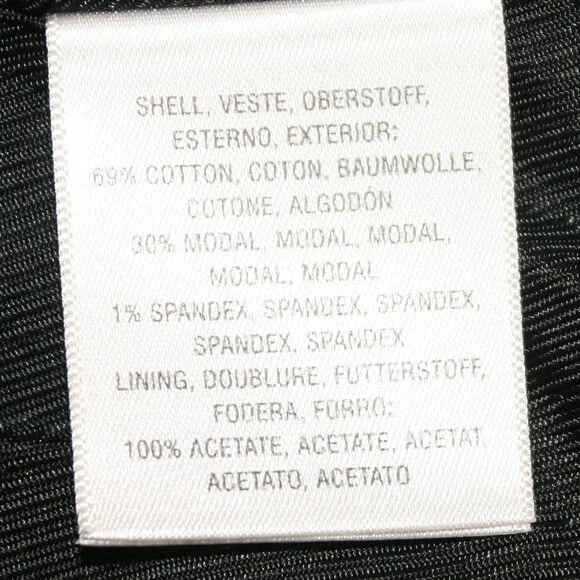 SHELL, VESTE, OBERSTOFF,
ESTERNO, EXTERIOR:
69% COTTON, COTON, BAUMWOLLE,
COTONE, ALGODÓN
30% MODAL, MODAL, MODAL,
MODAL, MODAL
1% SPANDEX, SPANDEX, SPANDEX,
SPANDEX, SPANDEX
LINING, DOUBLURE, FUTTERSTOFF,
FODERA, FORRO:
100% ACETATE, ACÉTATE, ACETAT,
ACETATO, ACETATO